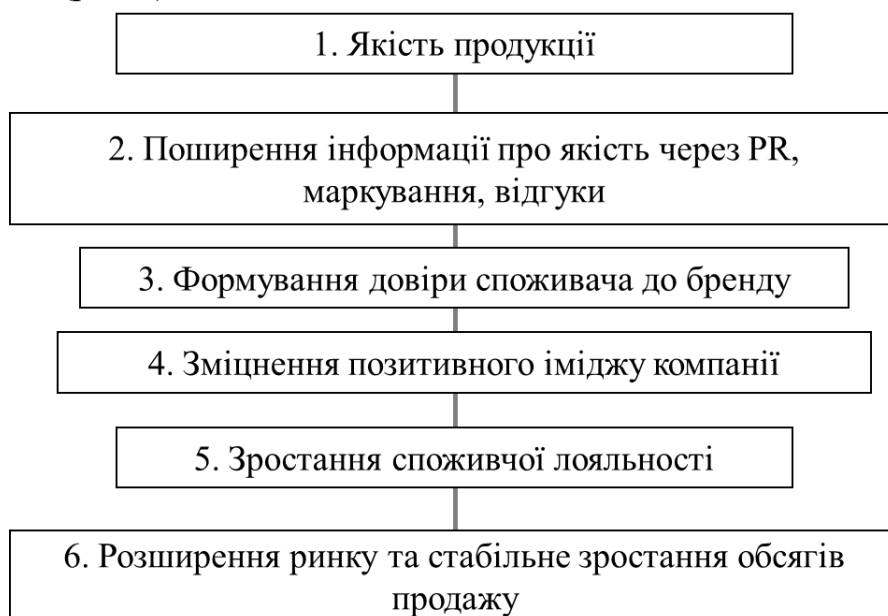 1. Якість продукції
2. Поширення інформації про якість через PR,
маркування, відгуки
3. Формування довіри споживача до бренду
4. Зміцнення позитивного іміджу компанії
5. Зростання споживчої лояльності
6. Розширення ринку та стабільне зростання обсягів
продажу